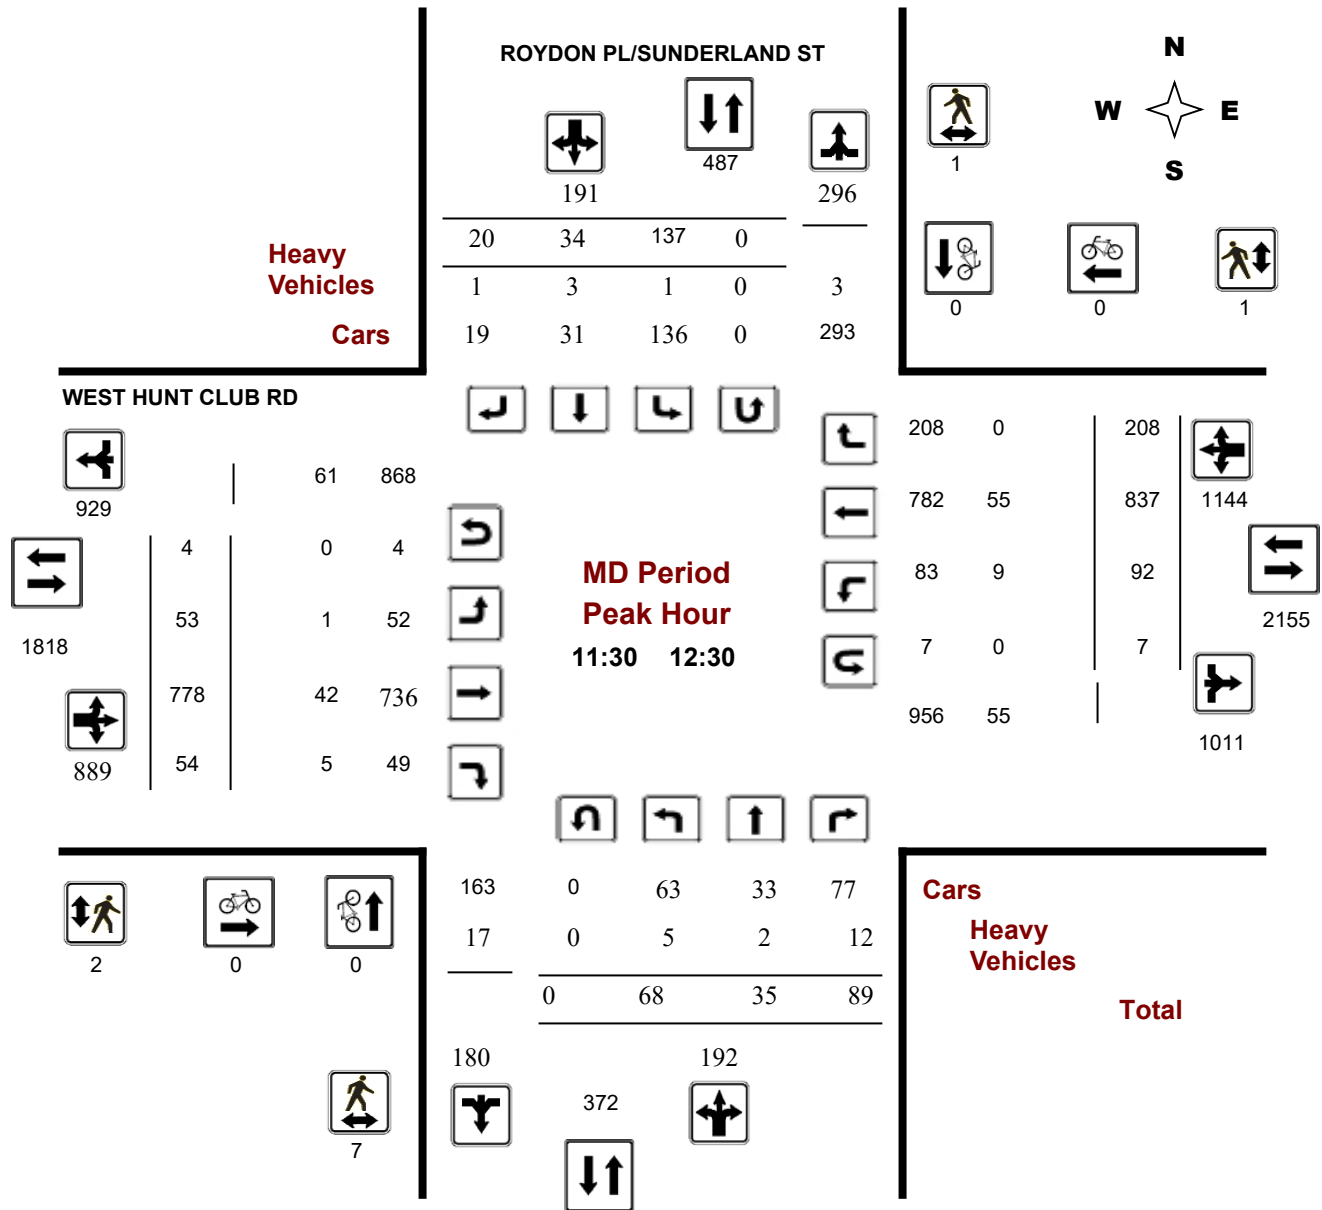 ROYDON PL/SUNDERLAND ST
N
W E
S
487
191
296
1
20 34 137 0
Heavy
Vehicles
1 3 1 0 3
Cars
19 31 136 0 293
0 0 1
WEST HUNT CLUB RD
208 0 208
61 868
929
782 55 837 1144
4 0 4
MD Period
83 9 92
53 1 52
Peak Hour
2155
1818
11:30 12:30
7 0 7
778 42 736
956 55
1011
889
54 5 49
163 0 63 33 77
Cars
17 0 5 2 12
Heavy
Vehicles
2 0 0
0 68 35 89
Total
180 192
372
7